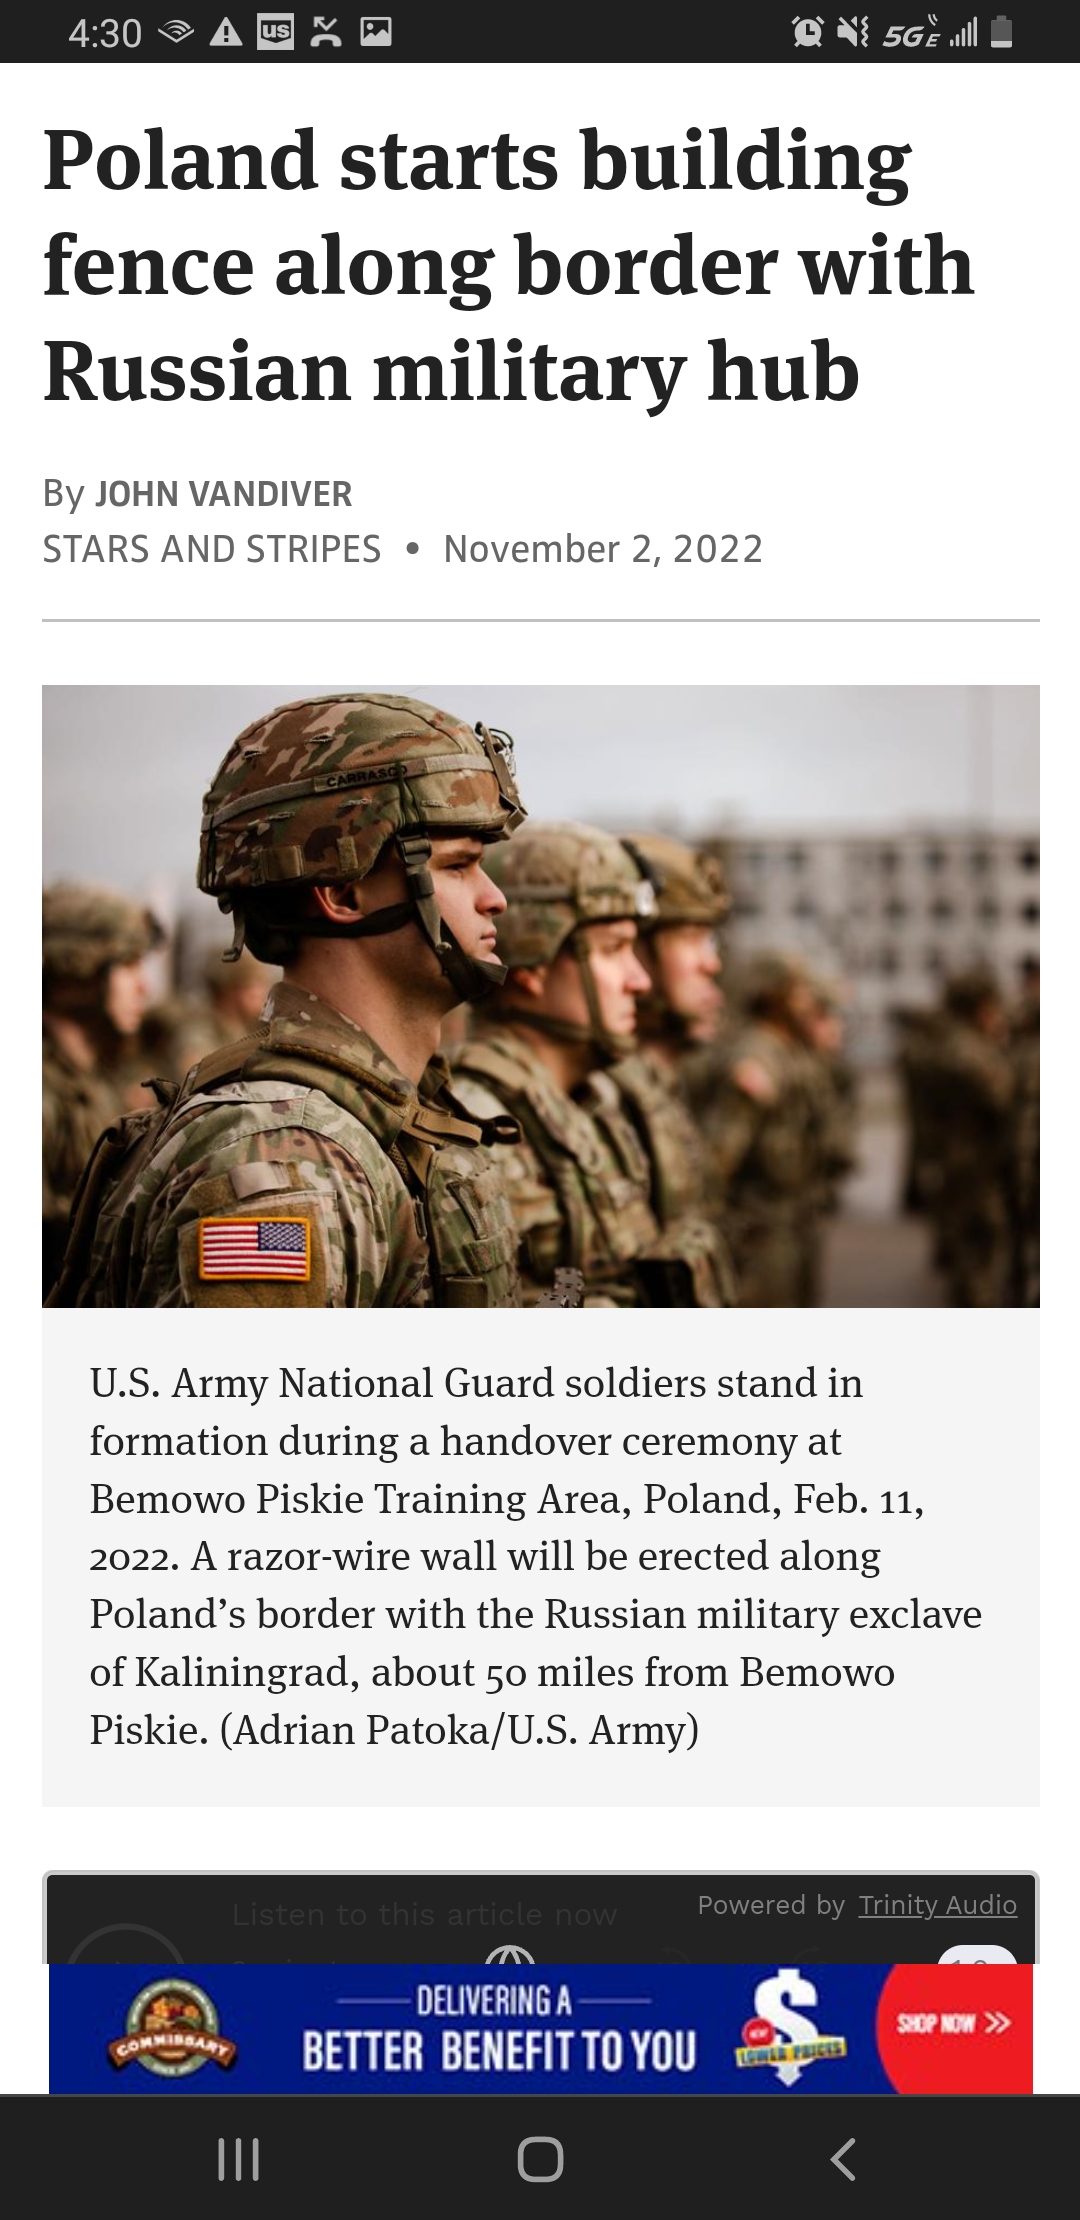 4:30
us
5GE
Poland starts building
fence along border with
Russian military hub
By JOHN VANDIVER
STARS AND STRIPES • November 2, 2022
CARRASCO
U.S. Army National Guard soldiers stand in
formation during a handover ceremony at
Bemowo Piskie Training Area, Poland, Feb. 11,
2022. A razor-wire wall will be erected along
Poland’s border with the Russian military exclave
of Kaliningrad, about 50 miles from Bemowo
Piskie. (Adrian Patoka/U.S. Army)
Powered by Trinity Audio
Listen to this article now
COMMISSARY
DELIVERING A
BETTER BENEFIT TO YOU
NEW
$
LOWER PRICES
SHOP NOW >>